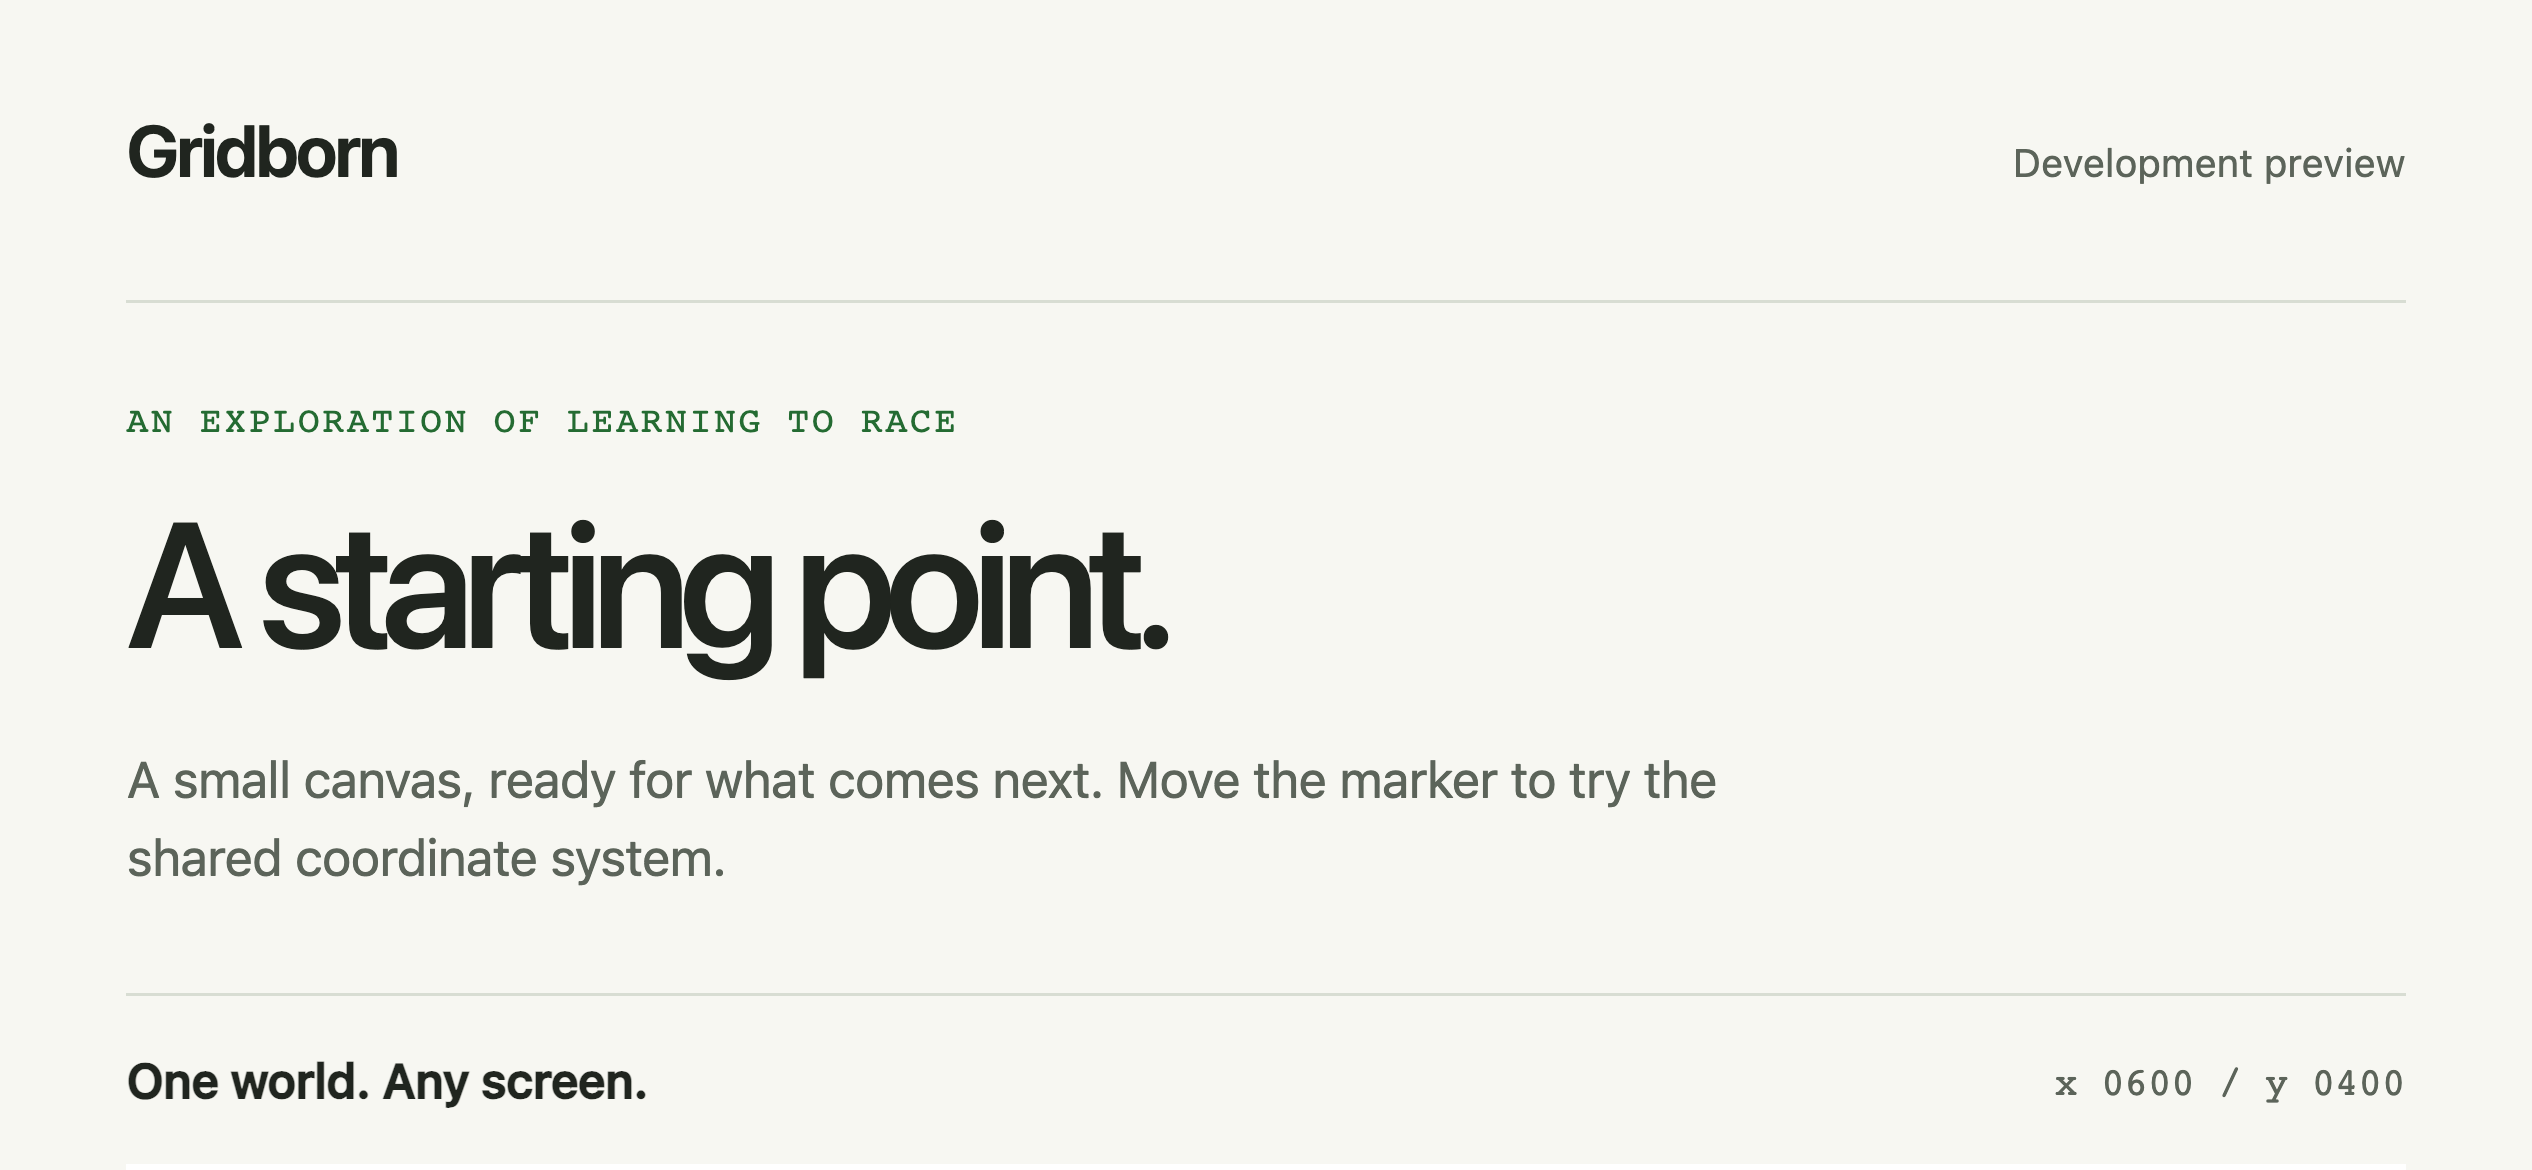 Gridborn
Development preview
AN EXPLORATION OF LEARNING TO RACE
A starting point.
A small canvas, ready for what comes next. Move the marker to try the
shared coordinate system.
One world. Any screen.
x 0600 / y 0400